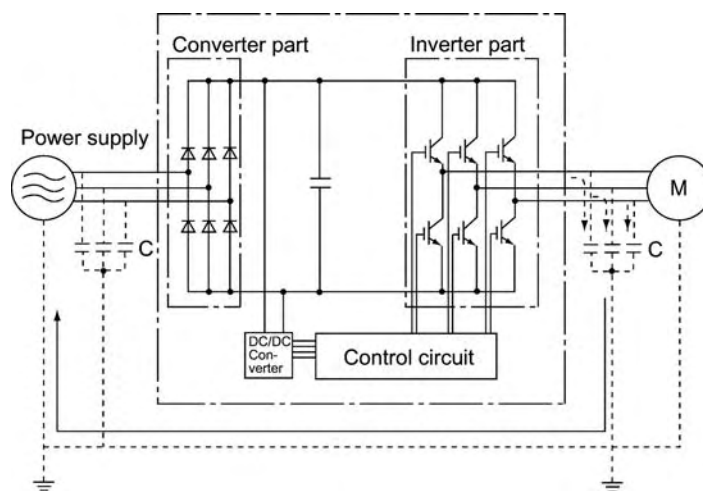 Converter part
Inverter part
Power supply
M
C
C
DC/DC
Con-
verter
Control circuit